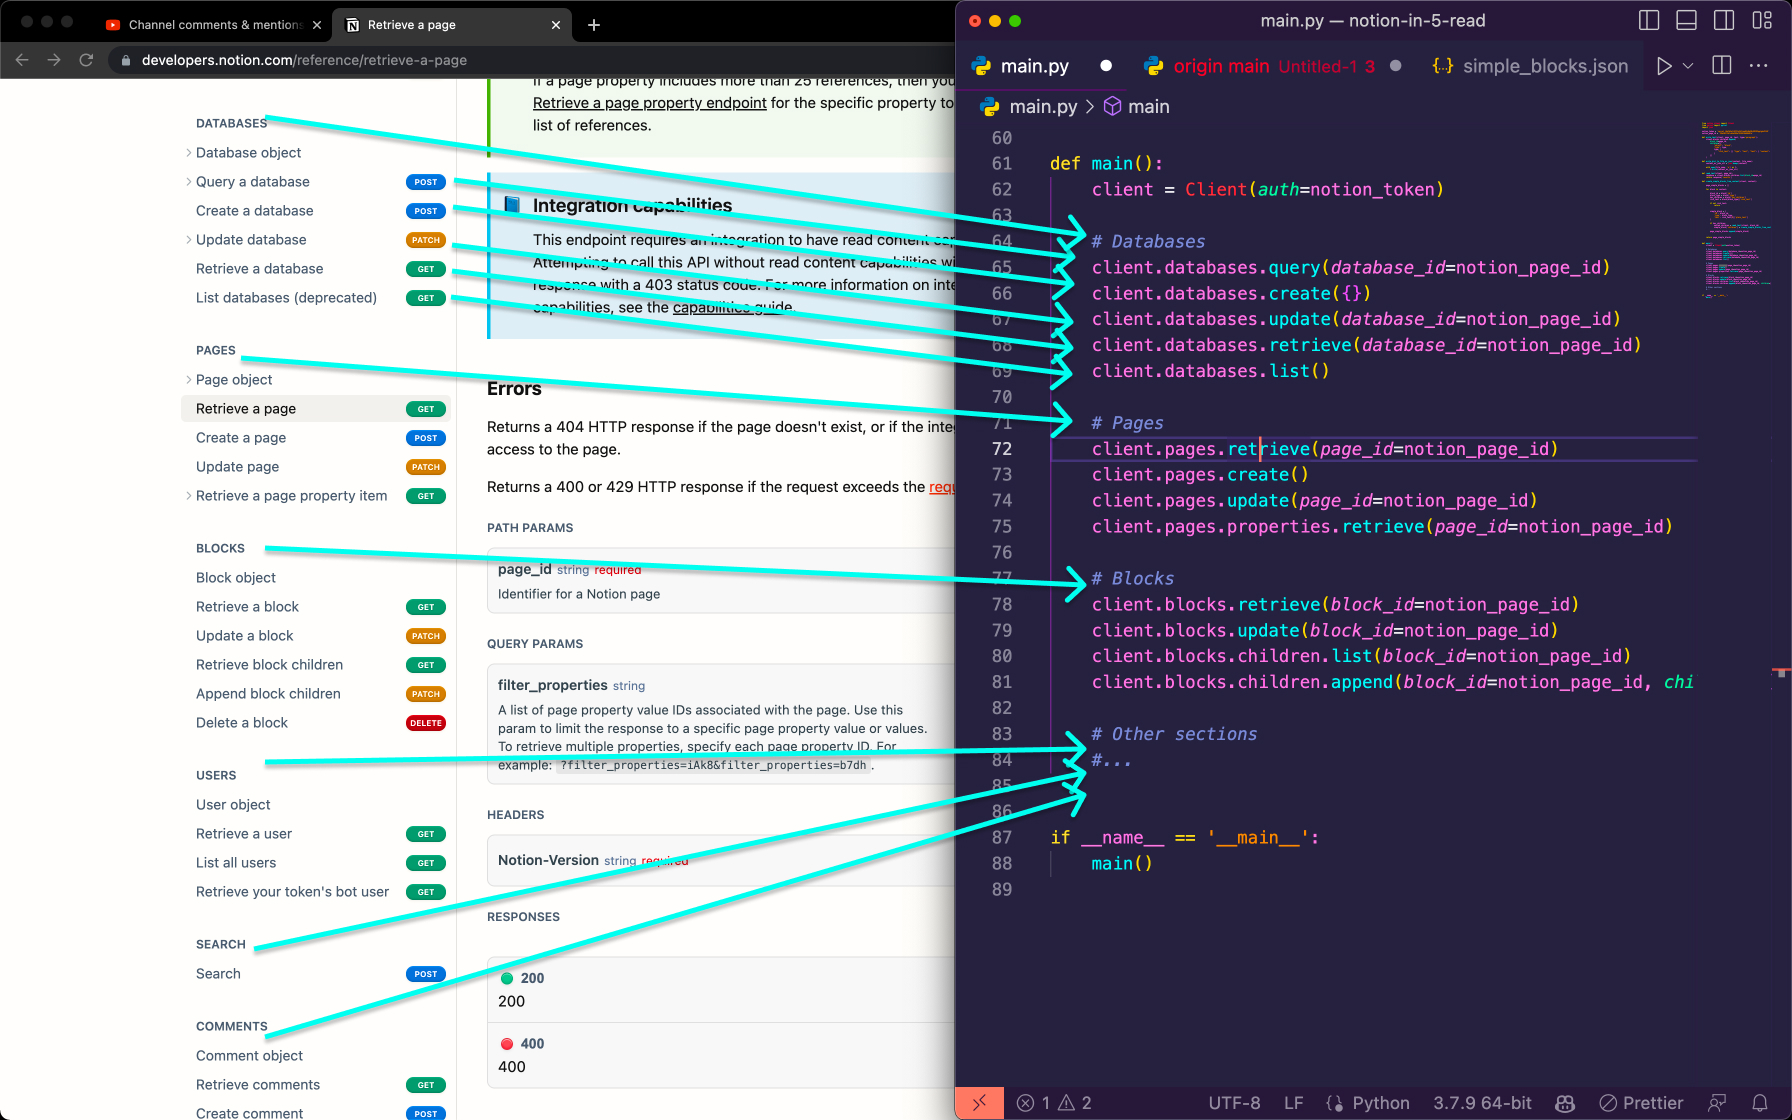 Channel comments & mentions
Retrieve a page
developers.notion.com/reference/retrieve-a-page
DATABASES
Database object
Query a database POST
Create a database POST
Update database PATCH
Retrieve a database GET
List databases (deprecated) GET
PAGES
Page object
Retrieve a page GET
Create a page POST
Update page PATCH
Retrieve a page property item GET
BLOCKS
Block object
Retrieve a block GET
Update a block PATCH
Retrieve block children GET
Append block children PATCH
Delete a block DELETE
USERS
User object
Retrieve a user GET
List all users GET
Retrieve your token's bot user GET
SEARCH
Search POST
COMMENTS
Comment object
Retrieve comments GET
Create comment POST
If a page property includes more than 25 references, then you
Retrieve a page property endpoint for the specific property to
list of references.
Integration capabilities
This endpoint requires an integration to have read content
Attempting to call this API without read content capabilities
response with a 403 status code. For more information on
capabilities, see the capabilities guide.
Errors
Returns a 404 HTTP response if the page doesn't exist, or if the
access to the page.
Returns a 400 or 429 HTTP response if the request exceeds the
PATH PARAMS
page_id string required
Identifier for a Notion page
QUERY PARAMS
filter_properties string
A list of page property value IDs associated with the page. Use this
param to limit the response to a specific page property value or values.
To retrieve multiple properties, specify each page property ID. For
example: ?filter_properties=iAk8&filter_properties=b7dh.
HEADERS
Notion-Version string required
RESPONSES
200
200
400
400
main.py — notion-in-5-read
main.py origin main Untitled-1 3 {..} simple_blocks.json
main.py > main
60
61 def main():
62 client = Client(auth=notion_token)
63
64 # Databases
65 client.databases.query(database_id=notion_page_id)
66 client.databases.create({})
67 client.databases.update(database_id=notion_page_id)
68 client.databases.retrieve(database_id=notion_page_id)
69 client.databases.list()
70
71 # Pages
72 client.pages.retrieve(page_id=notion_page_id)
73 client.pages.create()
74 client.pages.update(page_id=notion_page_id)
75 client.pages.properties.retrieve(page_id=notion_page_id)
76
77 # Blocks
78 client.blocks.retrieve(block_id=notion_page_id)
79 client.blocks.update(block_id=notion_page_id)
80 client.blocks.children.list(block_id=notion_page_id)
81 client.blocks.children.append(block_id=notion_page_id, chi
82
83 # Other sections
84 #...
85
86
87 if __name__ == '__main__':
88 main()
89
1 2 UTF-8 LF Python 3.7.9 64-bit Prettier